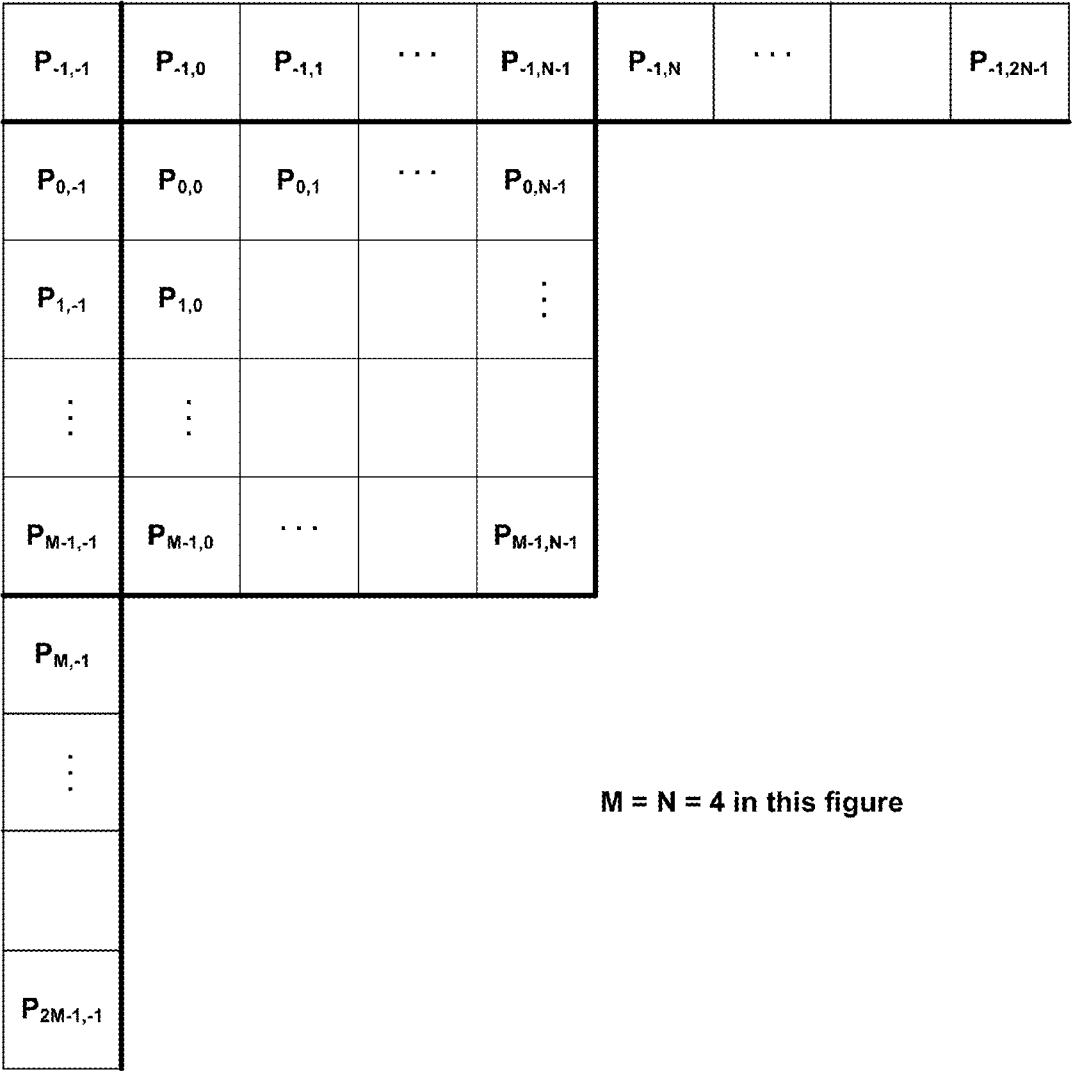 P-1,-1 P-1,0 P-1,1 ... P-1,N-1 P-1,N ... P-1,2N-1
P0,-1 P0,0 P0,1 ... P0,N-1
P1,-1 P1,0 ⋮
⋮ ⋮
PM-1,-1 PM-1,0 ... PM-1,N-1
PM,-1
⋮
M = N = 4 in this figure
P2M-1,-1